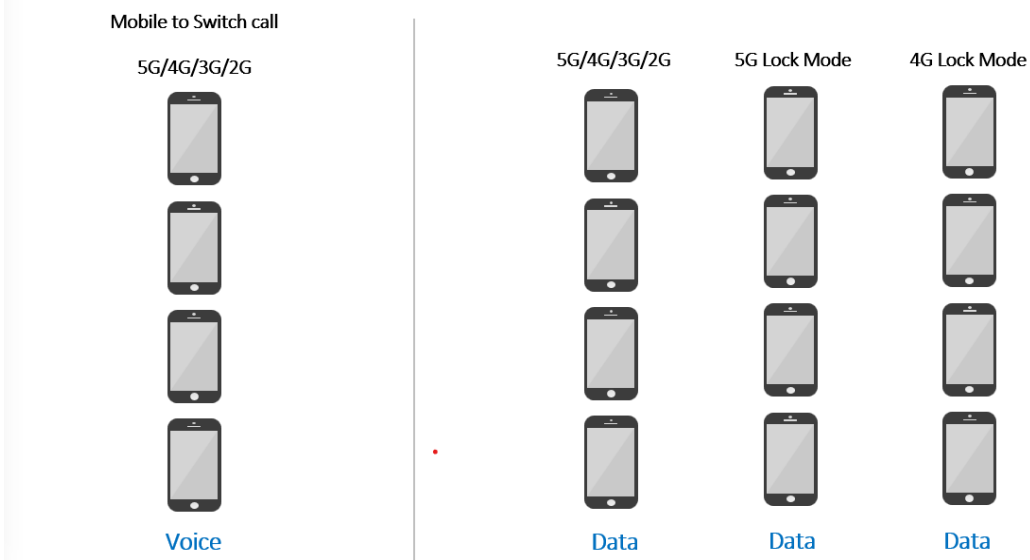 Mobile to Switch call
5G/4G/3G/2G
5G/4G/3G/2G
5G Lock Mode
4G Lock Mode
Voice
Data
Data
Data